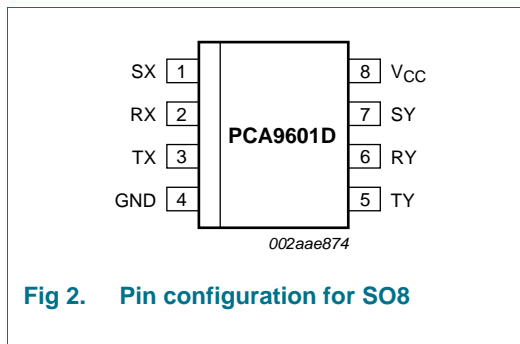 SX 1 8 VCC
RX 2 7 SY
PCA9601D
TX 3 6 RY
GND 4 5 TY
002aae874
Fig 2. Pin configuration for SO8